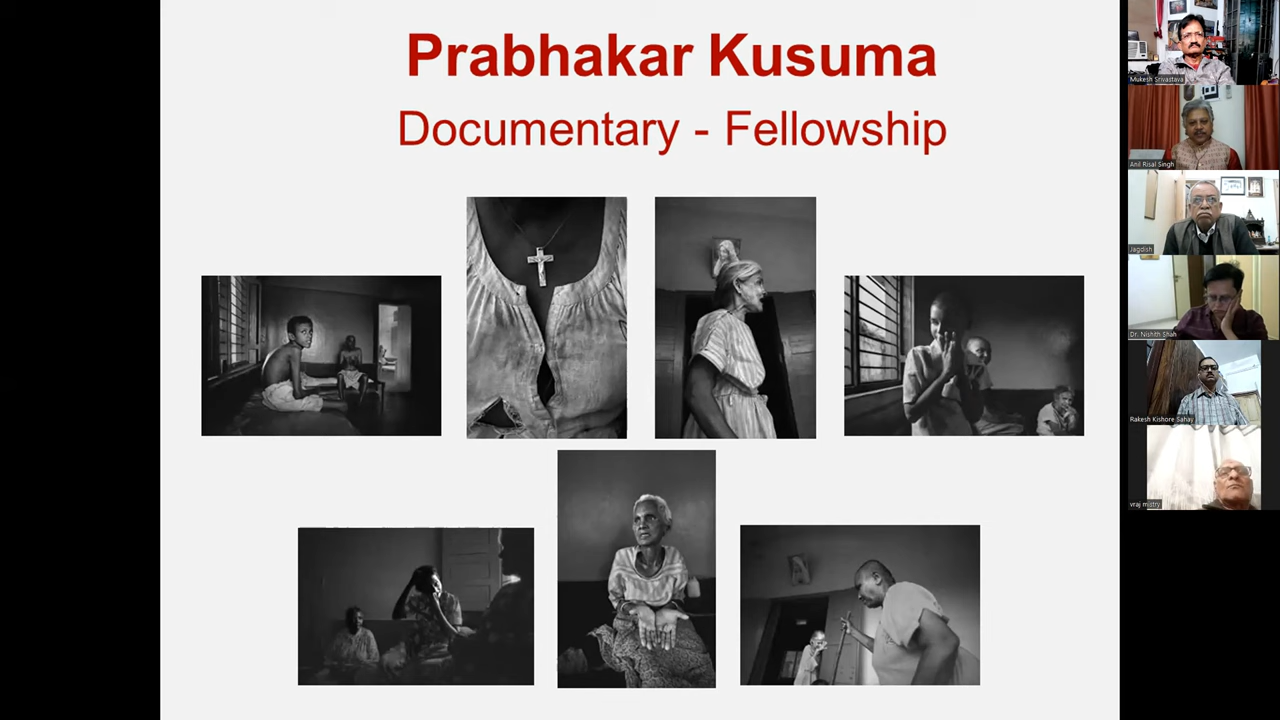 Prabhakar Kusuma
Documentary - Fellowship
Mukesh Srivastava
Anil Risal Singh
Jagdish
Dr. Nishith Shah
Rakesh Kishore Sahay
vraj mistry